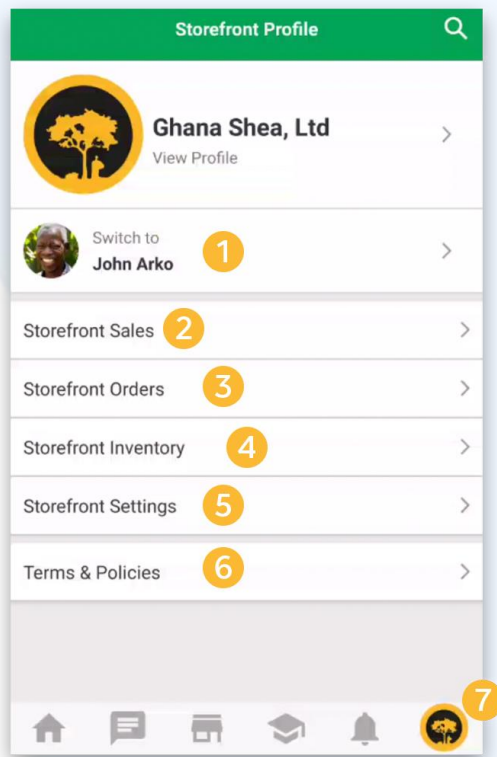 Storefront Profile
Ghana Shea, Ltd
View Profile
Switch to
John Arko
1
Storefront Sales 2
Storefront Orders 3
Storefront Inventory 4
Storefront Settings 5
Terms & Policies 6
7